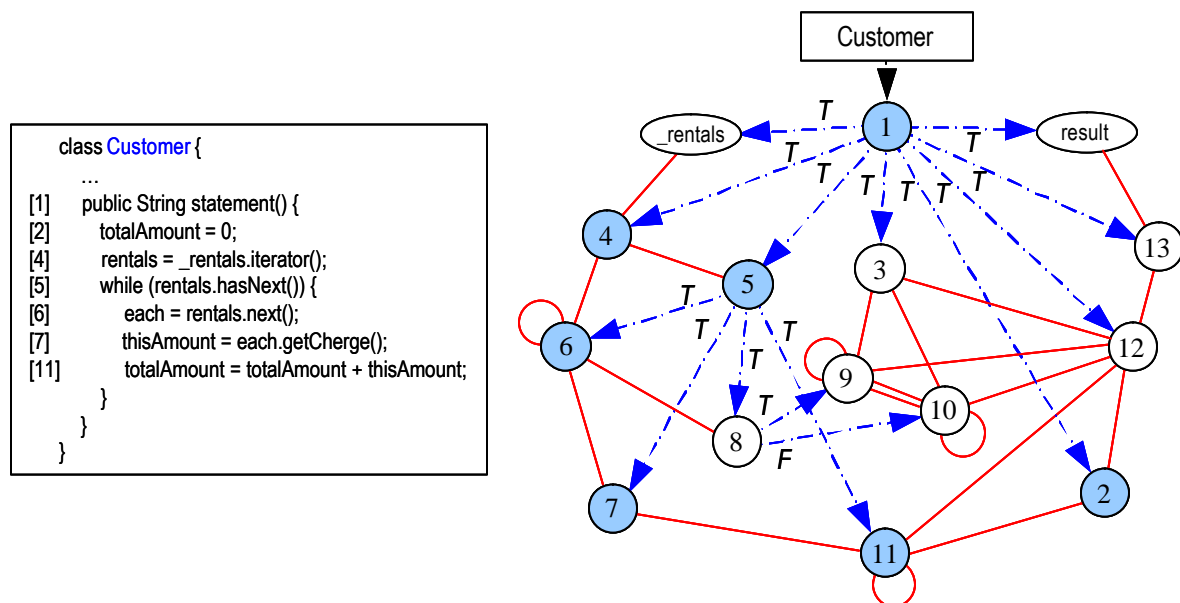 class Customer {
...
[1] public String statement() {
[2] totalAmount = 0;
[4] rentals = _rentals.iterator();
[5] while (rentals.hasNext()) {
[6] each = rentals.next();
[7] thisAmount = each.getCherge();
[11] totalAmount = totalAmount + thisAmount;
}
}
}
Customer
_rentals
T
1
T
result
T
T
T
T
T
T
T
4
3
13
5
T
T
T
T
6
12
9
10
T
8
F
7
2
11